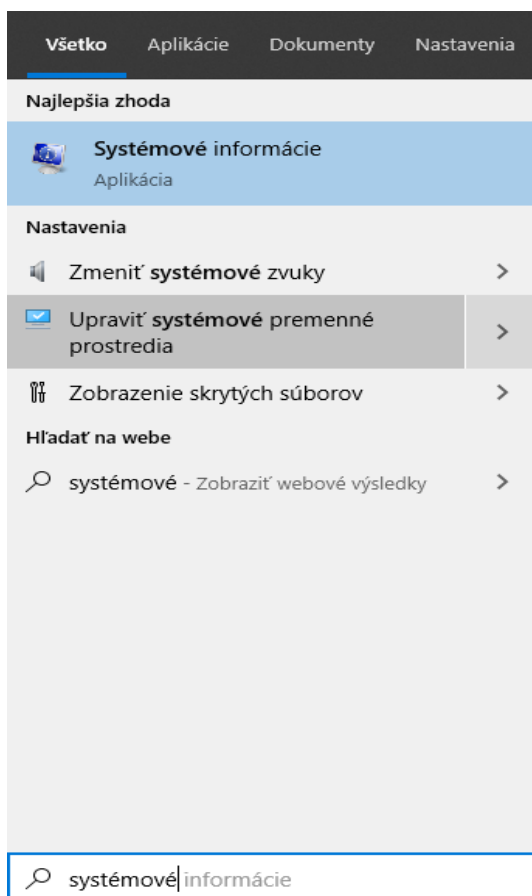 Všetko Aplikácie Dokumenty Nastavenia
Najlepšia zhoda
Systémové informácie
Aplikácia
Nastavenia
Zmeniť systémové zvuky
Upraviť systémové premenné
prostredia
Zobrazenie skrytých súborov
Hľadať na webe
systémové - Zobraziť webové výsledky
systémové informácie